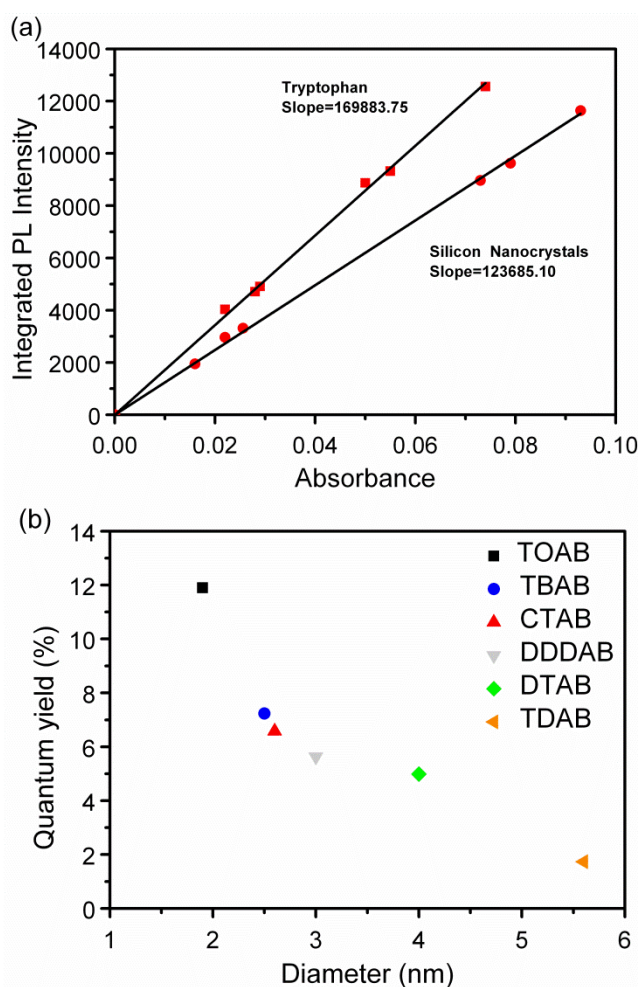 (a)
14000
12000
10000
8000
6000
4000
2000
0
Integrated PL Intensity
Tryptophan
Slope=169883.75
Silicon Nanocrystals
Slope=123685.10
0.00 0.02 0.04 0.06 0.08 0.10
Absorbance
(b)
14
12
10
8
6
4
2
0
Quantum yield (%)
TOAB
TBAB
CTAB
DDDAB
DTAB
TDAB
1 2 3 4 5 6
Diameter (nm)